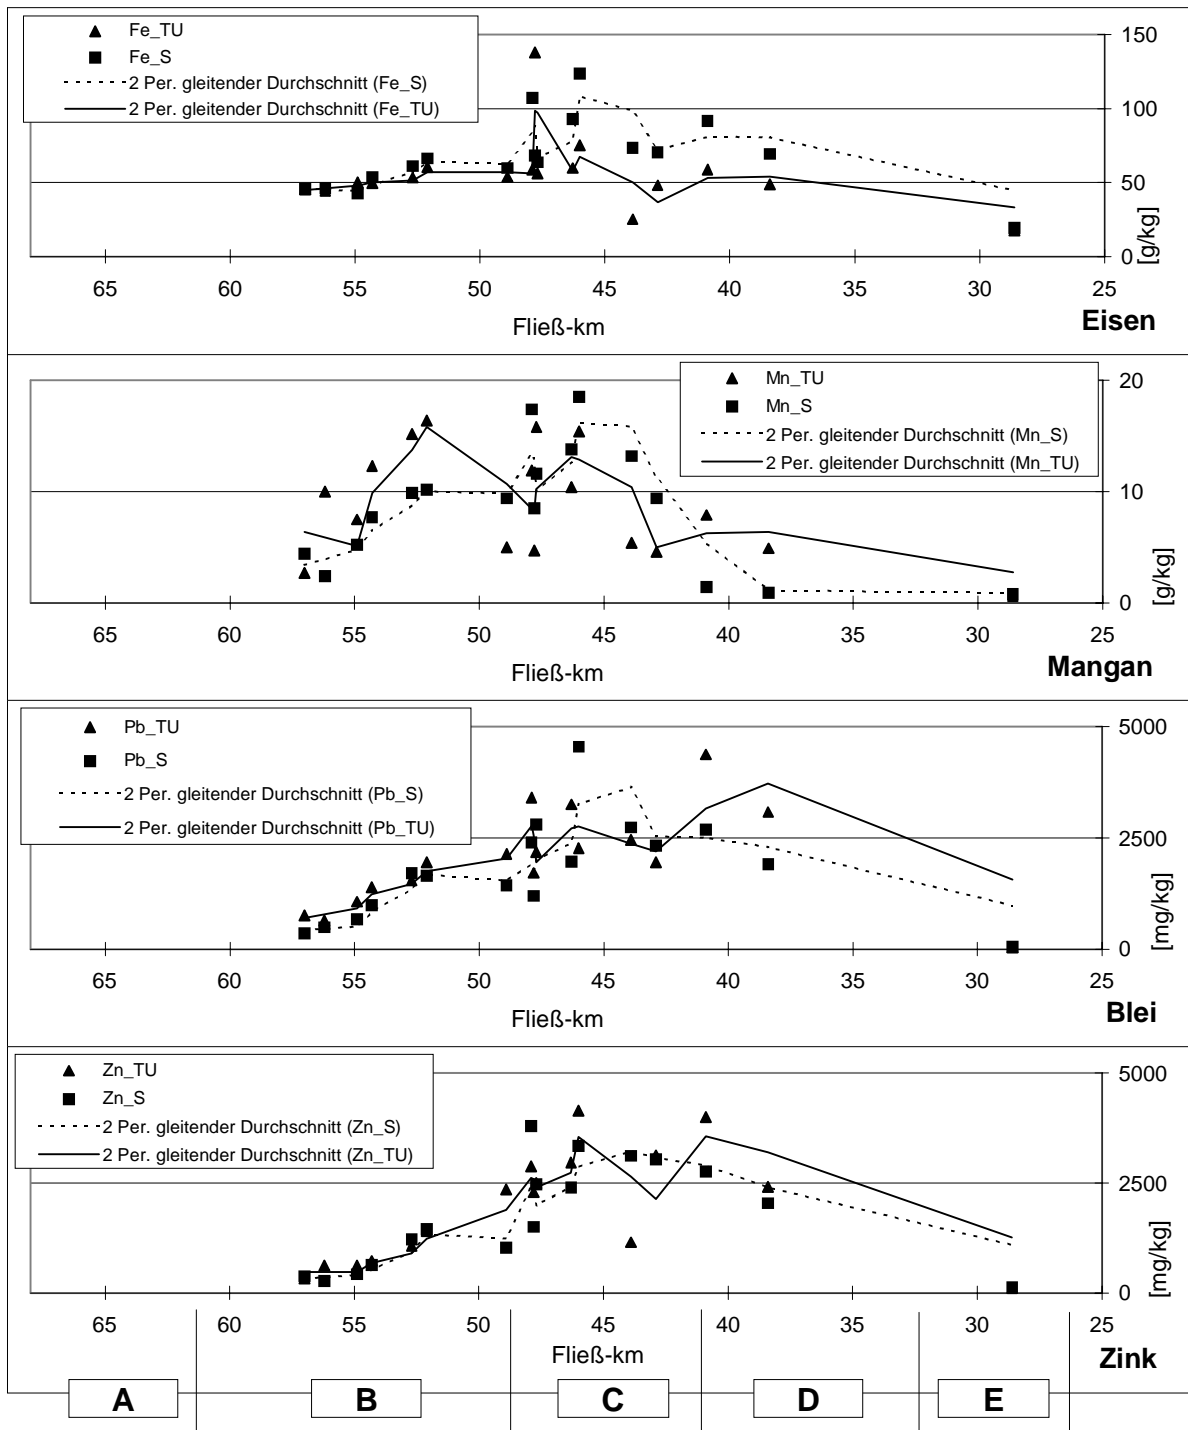 Fe_TU
Fe_S
2 Per. gleitender Durchschnitt (Fe_S)
2 Per. gleitender Durchschnitt (Fe_TU)
150
100
50
0
[g/kg]
65 60 55 50 45 40 35 30 25
Fließ-km
Eisen
Mn_TU
Mn_S
2 Per. gleitender Durchschnitt (Mn_S)
2 Per. gleitender Durchschnitt (Mn_TU)
20
10
0
[g/kg]
65 60 55 50 45 40 35 30 25
Fließ-km
Mangan
Pb_TU
Pb_S
2 Per. gleitender Durchschnitt (Pb_S)
2 Per. gleitender Durchschnitt (Pb_TU)
5000
2500
0
[mg/kg]
65 60 55 50 45 40 35 30 25
Fließ-km
Blei
Zn_TU
Zn_S
2 Per. gleitender Durchschnitt (Zn_S)
2 Per. gleitender Durchschnitt (Zn_TU)
5000
2500
0
[mg/kg]
65 60 55 50 45 40 35 30 25
Fließ-km
Zink
A B C D E